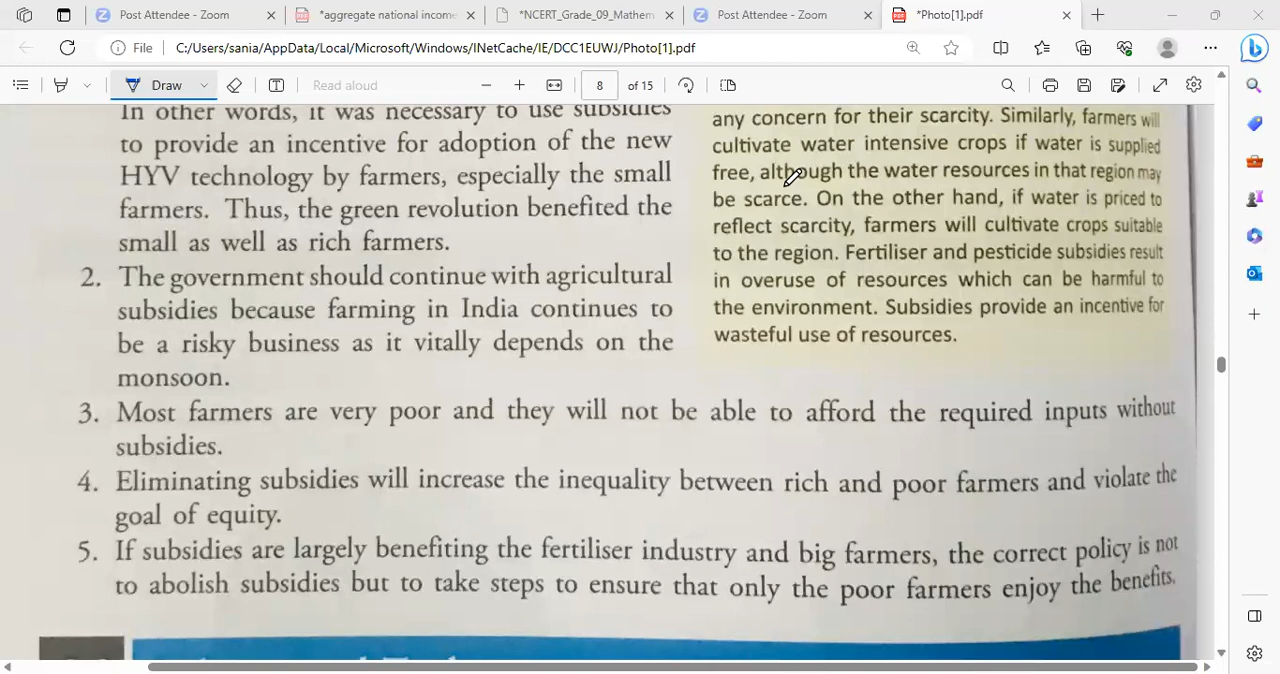 Post Attendee - Zoom
*aggregate national income
*NCERT_Grade_09_Mathem
Post Attendee - Zoom
*Photo[1].pdf
File
C:/Users/sania/AppData/Local/Microsoft/Windows/INetCache/IE/DCC1EUWJ/Photo[1].pdf
Draw
Read aloud
8
of 15
In other words, it was necessary to use subsidies
to provide an incentive for adoption of the new
HYV technology by farmers, especially the small
farmers. Thus, the green revolution benefited the
small as well as rich farmers.
2. The government should continue with agricultural
subsidies because farming in India continues to
be a risky business as it vitally depends on the
monsoon.
any concern for their scarcity. Similarly, farmers will
cultivate water intensive crops if water is supplied
free, although the water resources in that region may
be scarce. On the other hand, if water is priced to
reflect scarcity, farmers will cultivate crops suitable
to the region. Fertiliser and pesticide subsidies result
in overuse of resources which can be harmful to
the environment. Subsidies provide an incentive for
wasteful use of resources.
3. Most farmers are very poor and they will not be able to afford the required inputs without
subsidies.
4. Eliminating subsidies will increase the inequality between rich and poor farmers and violate the
goal of equity.
5. If subsidies are largely benefiting the fertiliser industry and big farmers, the correct policy is not
to abolish subsidies but to take steps to ensure that only the poor farmers enjoy the benefits.